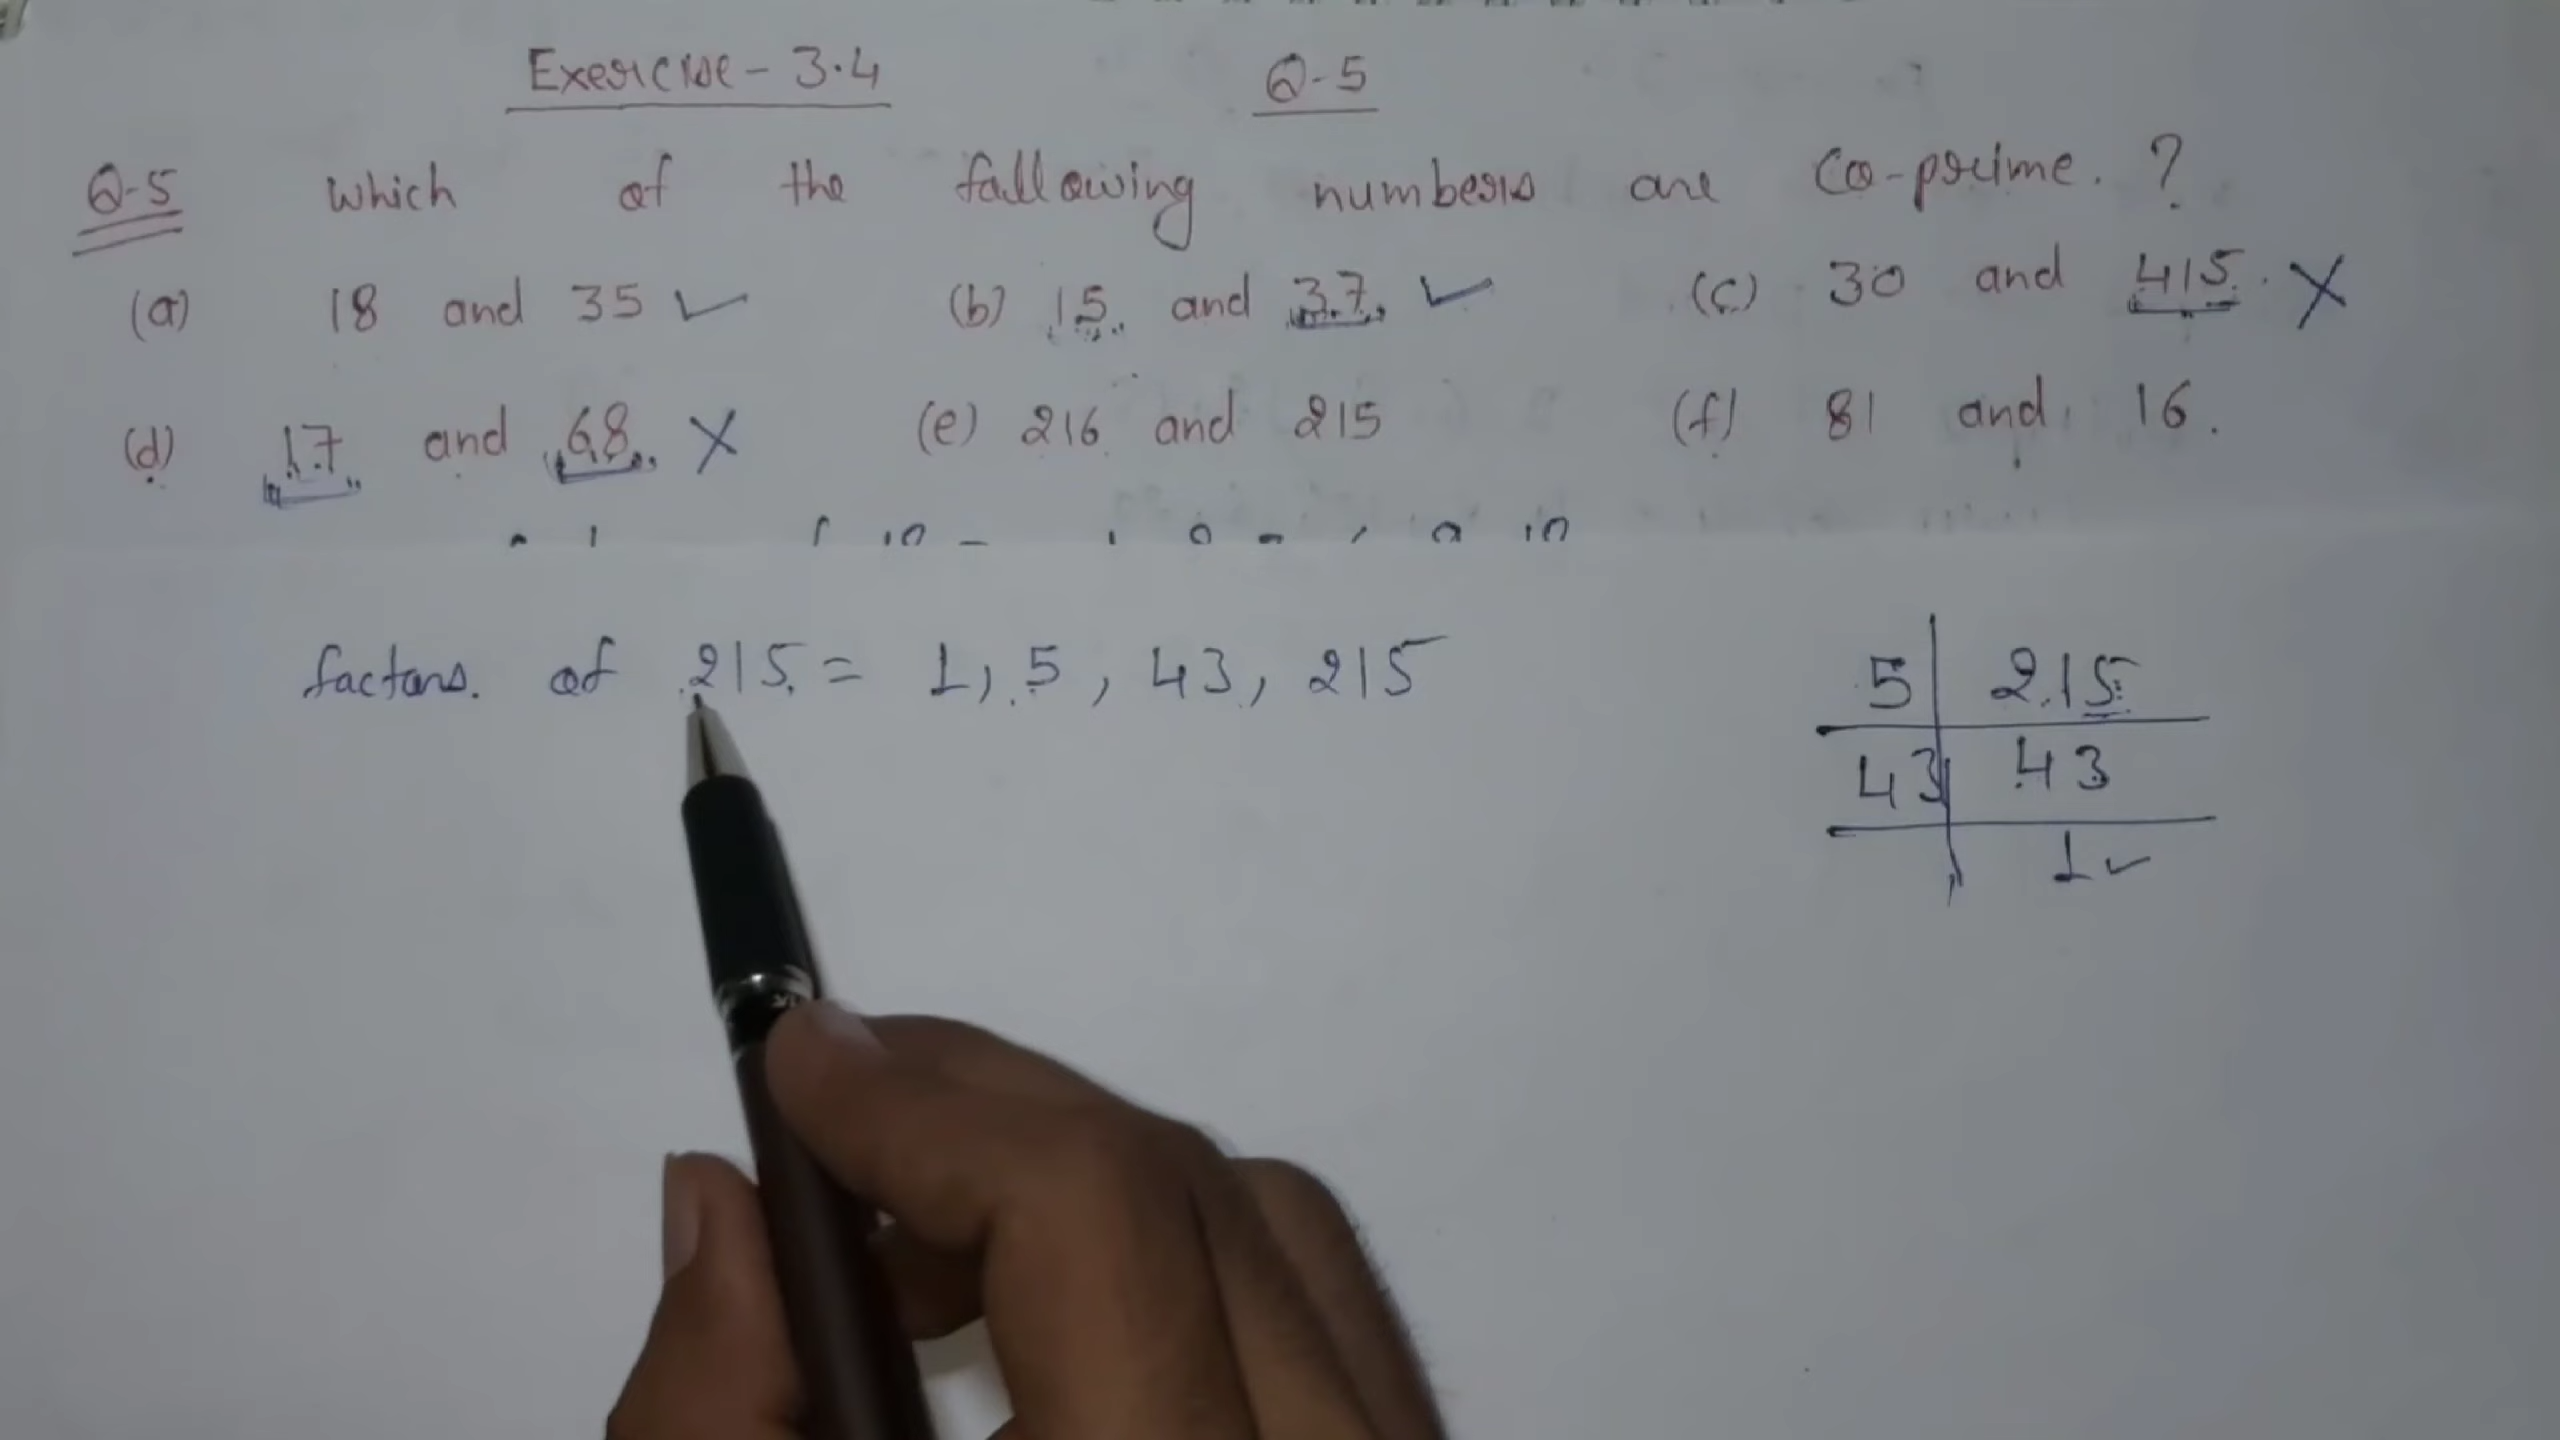 Exercise - 3.4 Q-5
Q-5 Which of the fallowing numbers are Co-prime. ?
(a) 18 and 35 ✓ (b) 15 and 37 ✓ (c) 30 and 415. X
(d) 17 and 68 X (e) 216 and 215 (f) 81 and 16.
factors. of 215 = 1, 5, 43, 215
5 | 215
43 | 43
1 ✓